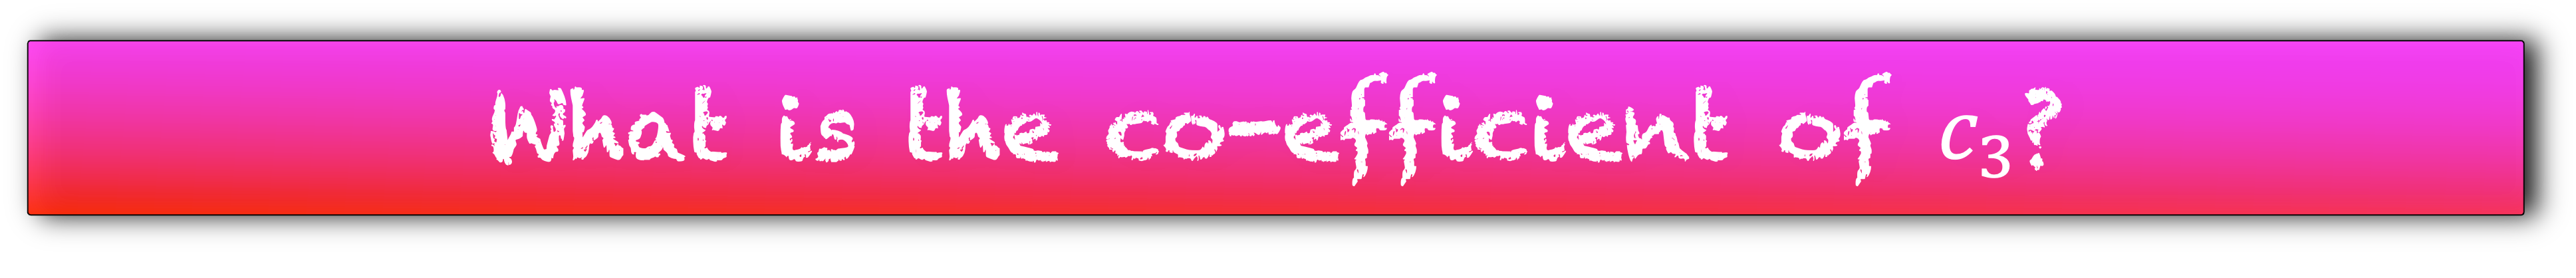 What is the co-efficient of c₃?